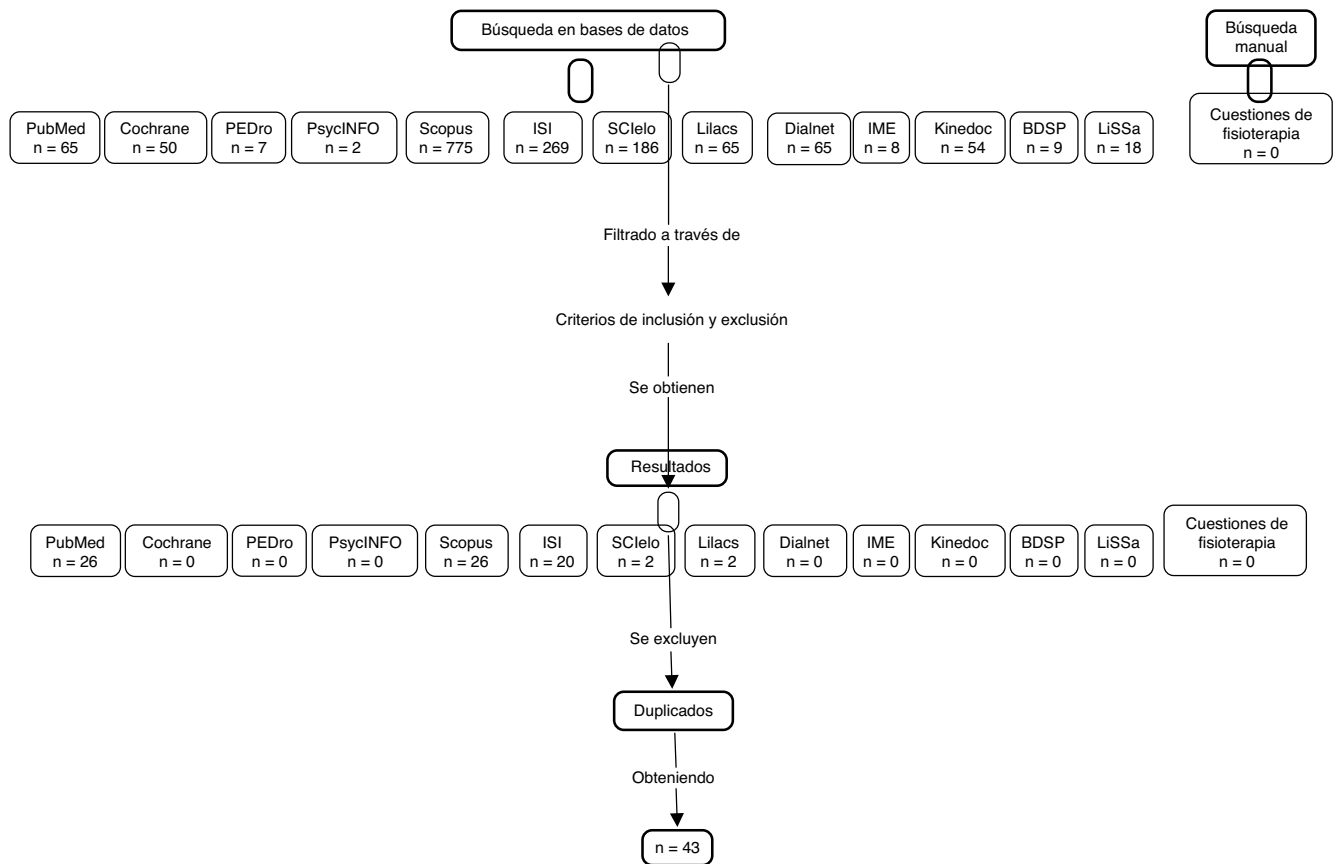 Búsqueda en bases de datos
Búsqueda
manual
PubMed
n = 65
Cochrane
n = 50
PEDro
n = 7
PsycINFO
n = 2
Scopus
n = 775
ISI
n = 269
SCIelo
n = 186
Lilacs
n = 65
Dialnet
n = 65
IME
n = 8
Kinedoc
n = 54
BDSP
n = 9
LiSSa
n = 18
Cuestiones de
fisioterapia
n = 0
Filtrado a través de
Criterios de inclusión y exclusión
Se obtienen
Resultados
PubMed
n = 26
Cochrane
n = 0
PEDro
n = 0
PsycINFO
n = 0
Scopus
n = 26
ISI
n = 20
SCIelo
n = 2
Lilacs
n = 2
Dialnet
n = 0
IME
n = 0
Kinedoc
n = 0
BDSP
n = 0
LiSSa
n = 0
Cuestiones de
fisioterapia
n = 0
Se excluyen
Duplicados
Obteniendo
n = 43